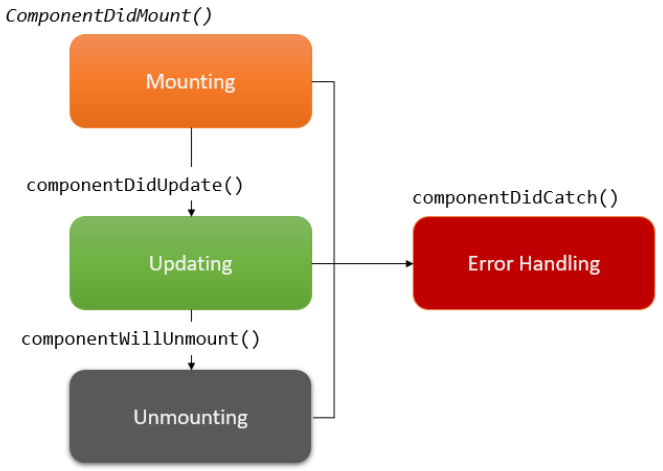 ComponentDidMount()
Mounting
componentDidUpdate()
componentDidCatch()
Updating
Error Handling
componentWillUnmount()
Unmounting